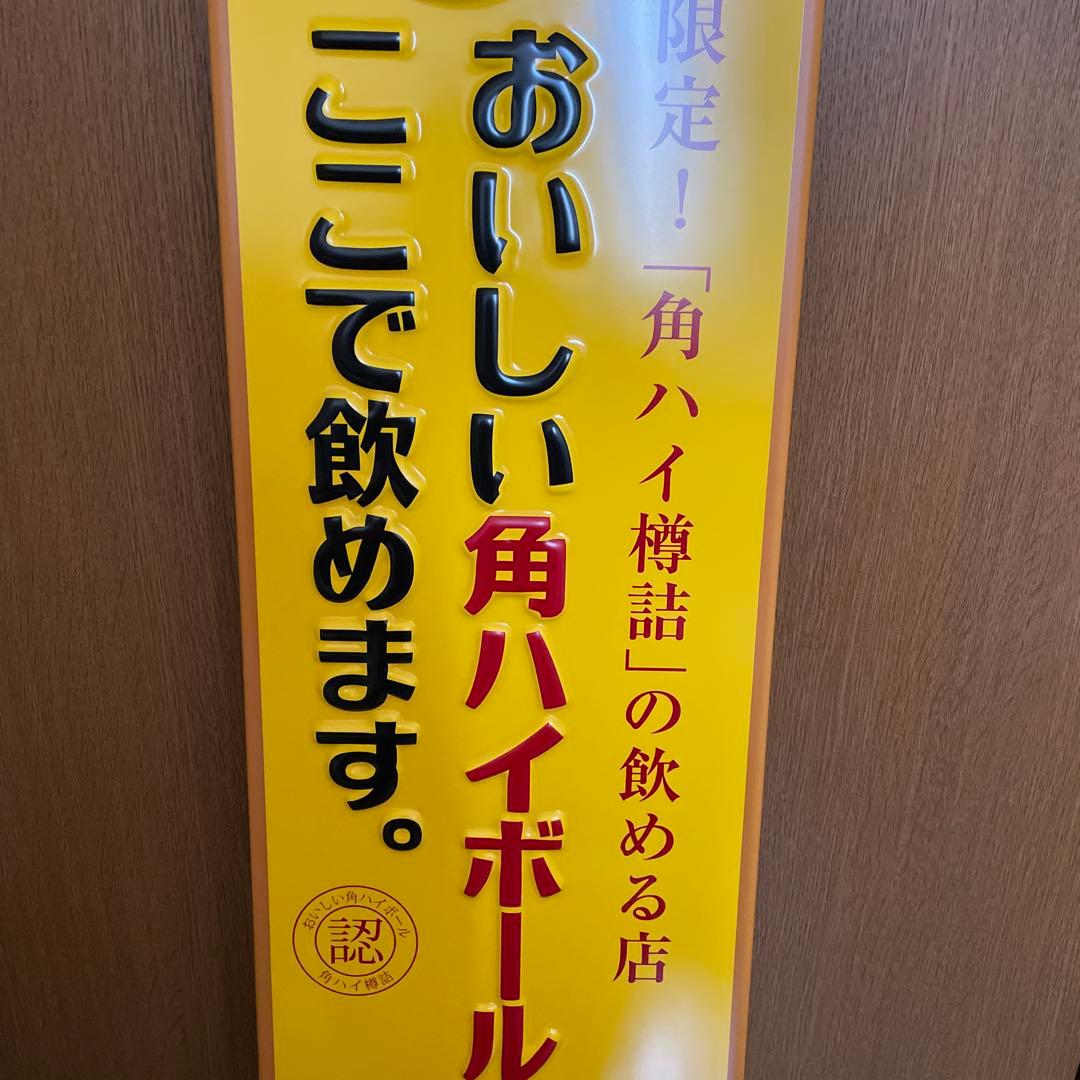 限定！「角ハイ樽詰」の飲める店
おいしい角ハイボール
ここで飲めます。
おいしい角ハイボール
認
角ハイ樽詰